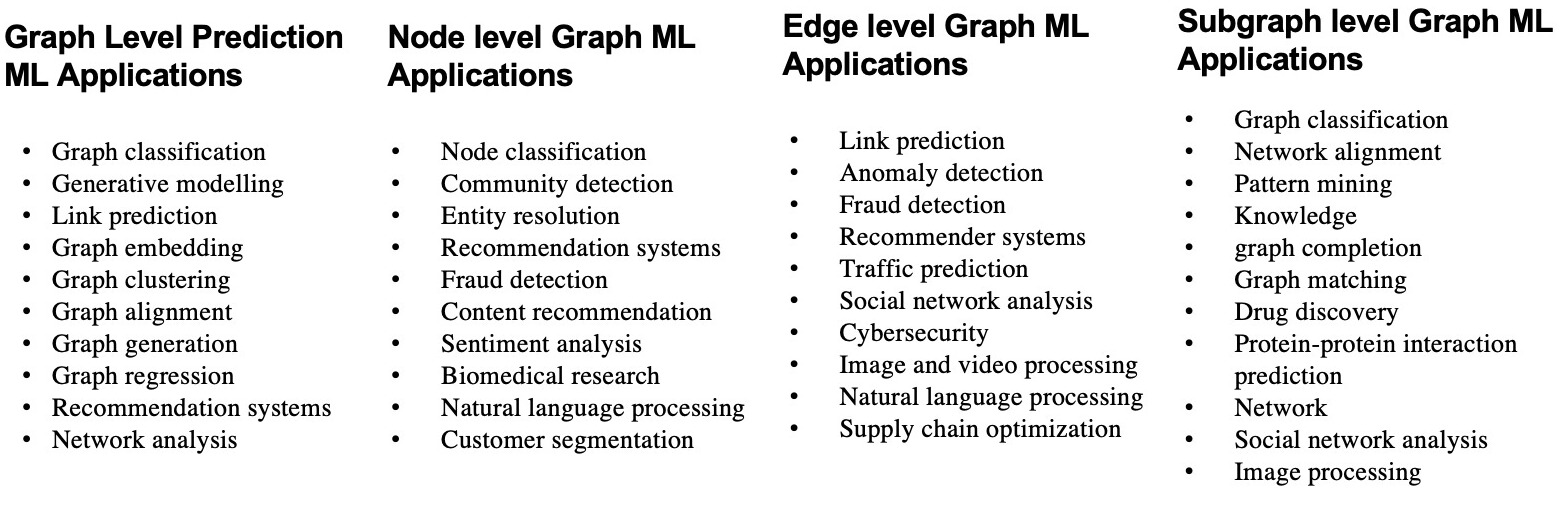 Graph Level Prediction
ML Applications
• Graph classification
• Generative modelling
• Link prediction
• Graph embedding
• Graph clustering
• Graph alignment
• Graph generation
• Graph regression
• Recommendation systems
• Network analysis
Node level Graph ML
Applications
• Node classification
• Community detection
• Entity resolution
• Recommendation systems
• Fraud detection
• Content recommendation
• Sentiment analysis
• Biomedical research
• Natural language processing
• Customer segmentation
Edge level Graph ML
Applications
• Link prediction
• Anomaly detection
• Fraud detection
• Recommender systems
• Traffic prediction
• Social network analysis
• Cybersecurity
• Image and video processing
• Natural language processing
• Supply chain optimization
Subgraph level Graph ML
Applications
• Graph classification
• Network alignment
• Pattern mining
• Knowledge
• graph completion
• Graph matching
• Drug discovery
• Protein-protein interaction
prediction
• Network
• Social network analysis
• Image processing